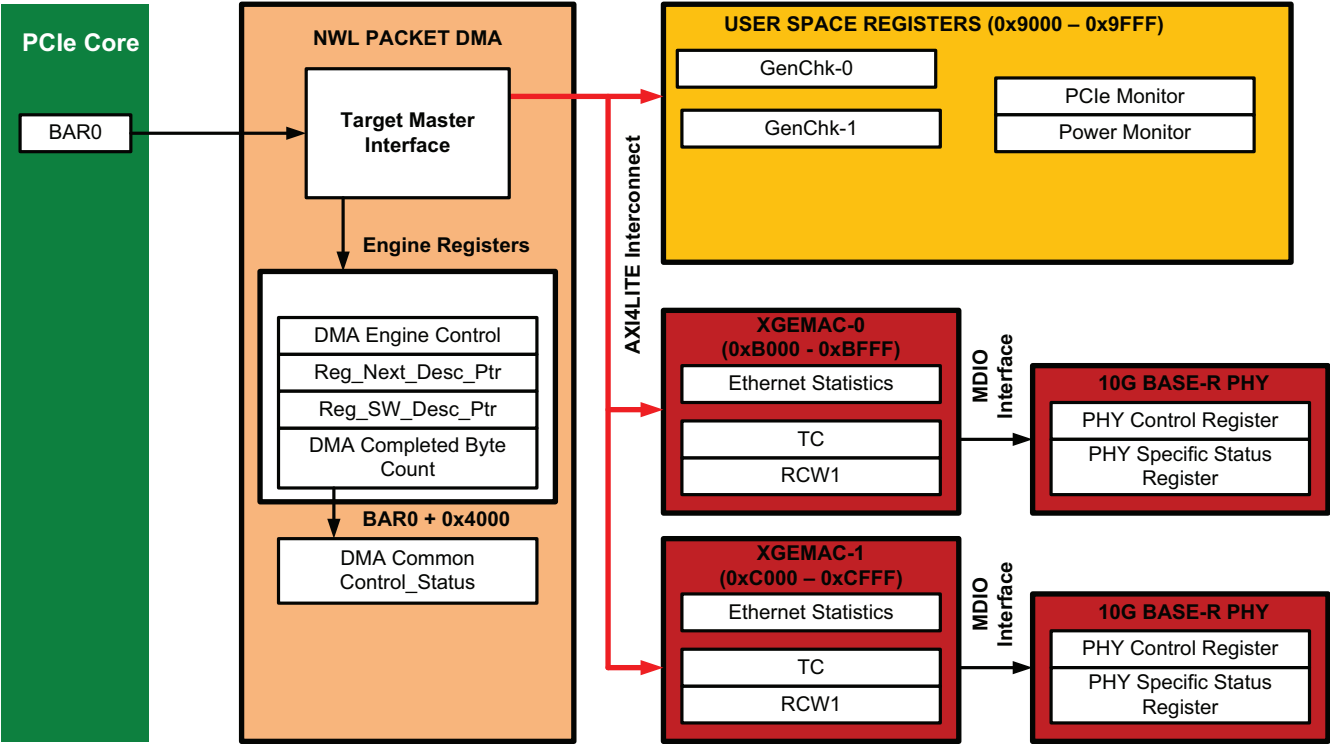 PCIe Core
BAR0
NWL PACKET DMA
Target Master
Interface
Engine Registers
DMA Engine Control
Reg_Next_Desc_Ptr
Reg_SW_Desc_Ptr
DMA Completed Byte
Count
BAR0 + 0x4000
DMA Common
Control_Status
AXI4LITE Interconnect
USER SPACE REGISTERS (0x9000 – 0x9FFF)
GenChk-0
GenChk-1
PCIe Monitor
Power Monitor
XGEMAC-0
(0xB000 - 0xBFFF)
Ethernet Statistics
TC
RCW1
MDIO
Interface
10G BASE-R PHY
PHY Control Register
PHY Specific Status
Register
XGEMAC-1
(0xC000 – 0xCFFF)
Ethernet Statistics
TC
RCW1
MDIO
Interface
10G BASE-R PHY
PHY Control Register
PHY Specific Status
Register